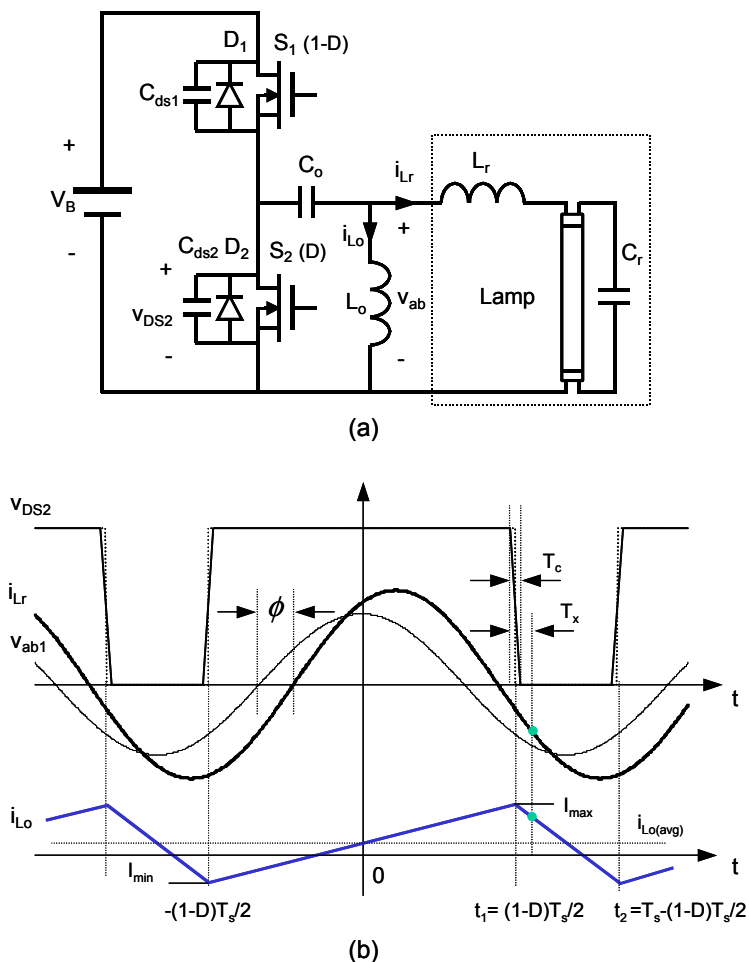 D1 S1 (1-D)
Cds1
+
VB
-
Co
iLr
Lr
iLo
+
Cds2 D2 S2 (D)
+
vDS2
-
Lo
vab
-
Lamp
Cr
(a)
vDS2
Tc
iLr
ϕ
Tx
vab1
t
iLo
Imax
iLo(avg)
Imin
0
t
-(1-D)Ts/2
t1= (1-D)Ts/2
t2 =Ts-(1-D)Ts/2
(b)